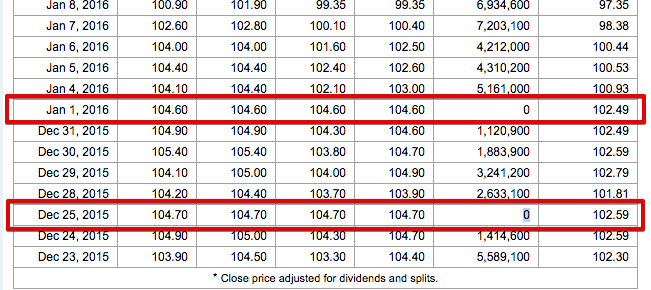 Jan 8, 2016 100.90 101.90 99.35 99.35 6,934,600 97.35
Jan 7, 2016 102.60 102.80 100.10 100.40 7,203,100 98.38
Jan 6, 2016 104.00 104.00 101.60 102.50 4,212,000 100.44
Jan 5, 2016 104.40 104.40 102.40 102.60 4,310,200 100.53
Jan 4, 2016 104.10 104.40 102.10 103.00 5,161,000 100.93
Jan 1, 2016 104.60 104.60 104.60 104.60 0 102.49
Dec 31, 2015 104.90 104.90 104.30 104.60 1,120,900 102.49
Dec 30, 2015 105.40 105.40 103.80 104.70 1,883,900 102.59
Dec 29, 2015 104.10 105.00 104.00 104.90 3,241,200 102.79
Dec 28, 2015 104.20 104.40 103.70 103.90 2,633,100 101.81
Dec 25, 2015 104.70 104.70 104.70 104.70 0 102.59
Dec 24, 2015 104.90 105.00 104.30 104.70 1,414,600 102.59
Dec 23, 2015 103.90 104.50 103.30 104.40 5,589,100 102.30
* Close price adjusted for dividends and splits.